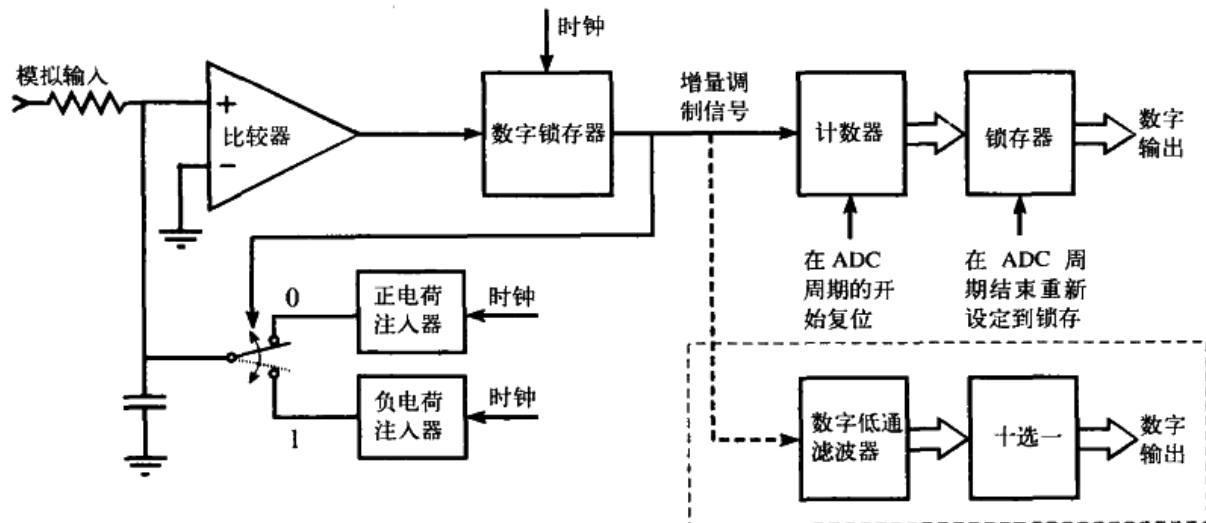 时钟
模拟输入
+
比较器
−
数字锁存器
增量调
制信号
计数器
锁存器
数字
输出
在 ADC
周期的开
始复位
在 ADC 周
期结束重新
设定到锁存
0
正电荷
注入器
时钟
1
负电荷
注入器
时钟
数字低通
滤波器
十选一
数字
输出